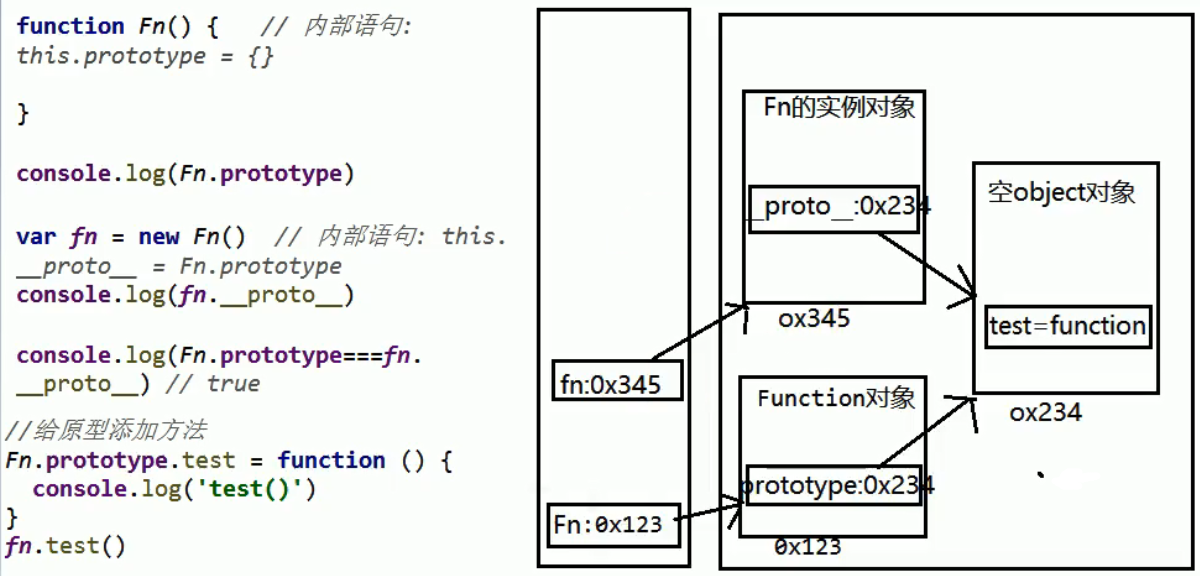 function Fn() {   // 内部语句:
this.prototype = {}
}
console.log(Fn.prototype)
var fn = new Fn()  // 内部语句: this.
__proto__ = Fn.prototype
console.log(fn.__proto__)
console.log(Fn.prototype===fn.
__proto__) // true
//给原型添加方法
Fn.prototype.test = function () {
  console.log('test()')
}
fn.test()
fn:0x345
Fn:0x123
Fn的实例对象
__proto__:0x234
ox345
Function对象
prototype:0x234
0x123
空object对象
test=function
ox234